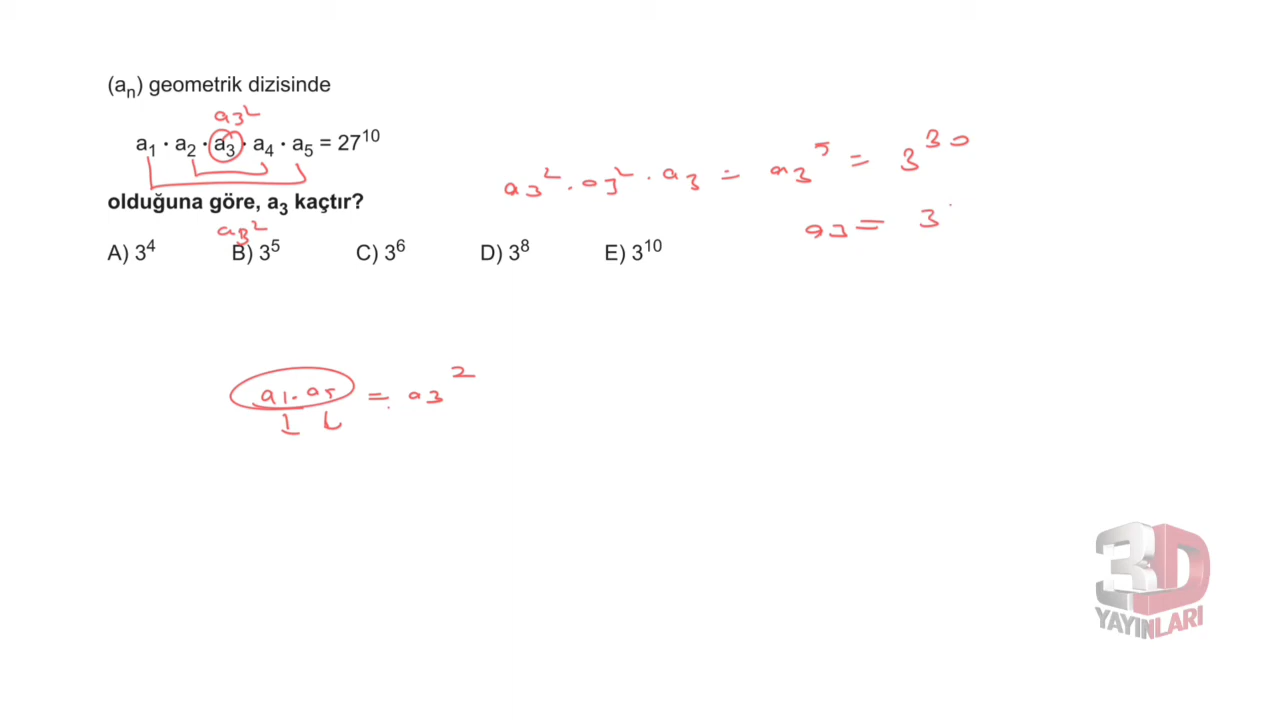 (aₙ) geometrik dizisinde
a3²
a₁ · a₂ · a₃ · a₄ · a₅ = 27¹⁰
a3² · a3² · a3 = a3⁵ = 3³⁰
olduğuna göre, a₃ kaçtır?
a3 = 3
a3²
A) 3⁴ B) 3⁵ C) 3⁶ D) 3⁸ E) 3¹⁰
a1 · a5 = a3²
3D
YAYINLARI